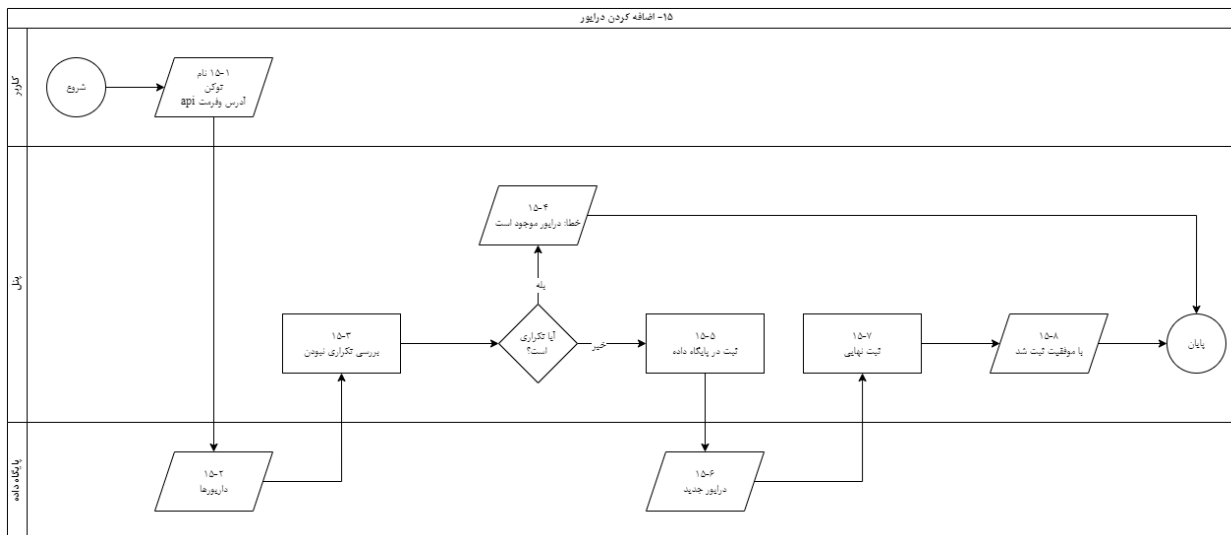 ۱۵- اضافه کردن درایور
کاربر
شروع
۱۵-۱ نام
توکن
آدرس وفرمت api
پنل
۱۵-۴
خطا: درایور موجود است
بله
۱۵-۳
بررسی تکراری نبودن
آیا تکراری
است؟
خیر
۱۵-۵
ثبت در پایگاه داده
۱۵-۷
ثبت نهایی
۱۵-۸
با موفقیت ثبت شد
پایان
پایگاه داده
۱۵-۲
داریورها
۱۵-۶
درایور جدید